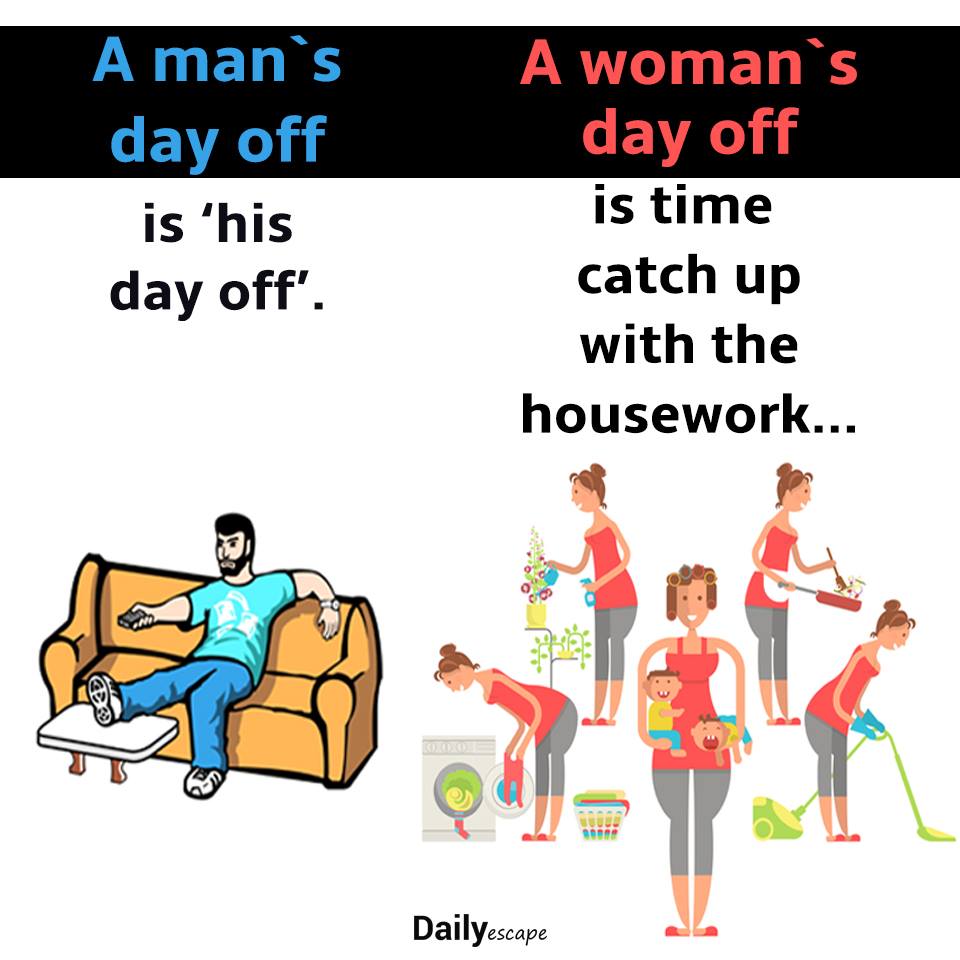 A man`s
day off
is ‘his
day off’.
A woman`s
day off
is time
catch up
with the
housework...
Dailyescape